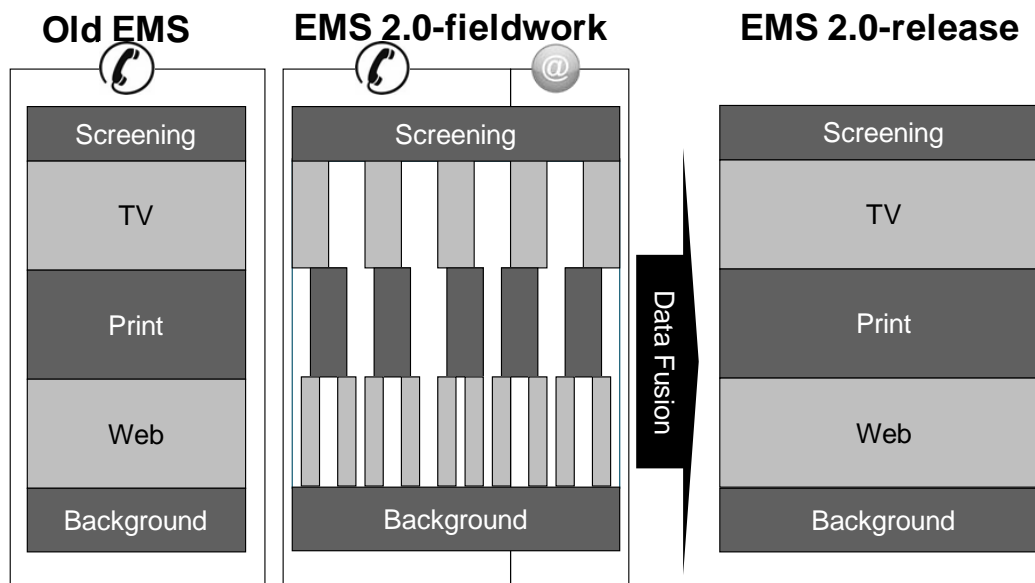 Old EMS
EMS 2.0-fieldwork
EMS 2.0-release
@
Screening
TV
Print
Web
Background
Screening
Background
Data Fusion
Screening
TV
Print
Web
Background